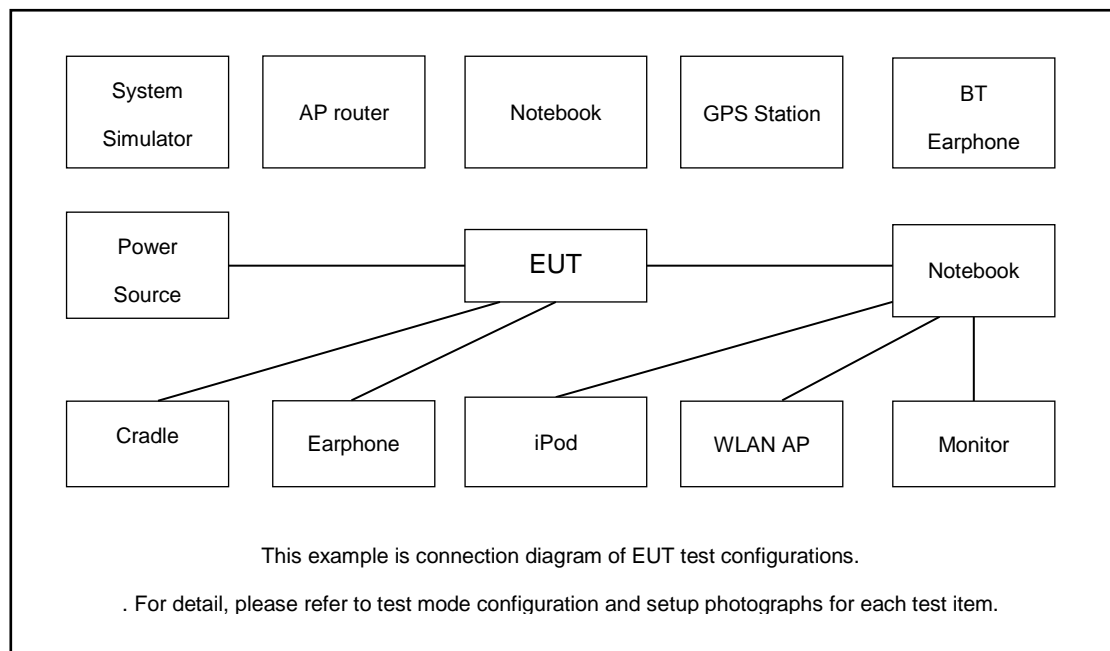 System
Simulator
AP router
Notebook
GPS Station
BT
Earphone
Power
Source
EUT
Notebook
Cradle
Earphone
iPod
WLAN AP
Monitor
This example is connection diagram of EUT test configurations.
. For detail, please refer to test mode configuration and setup photographs for each test item.